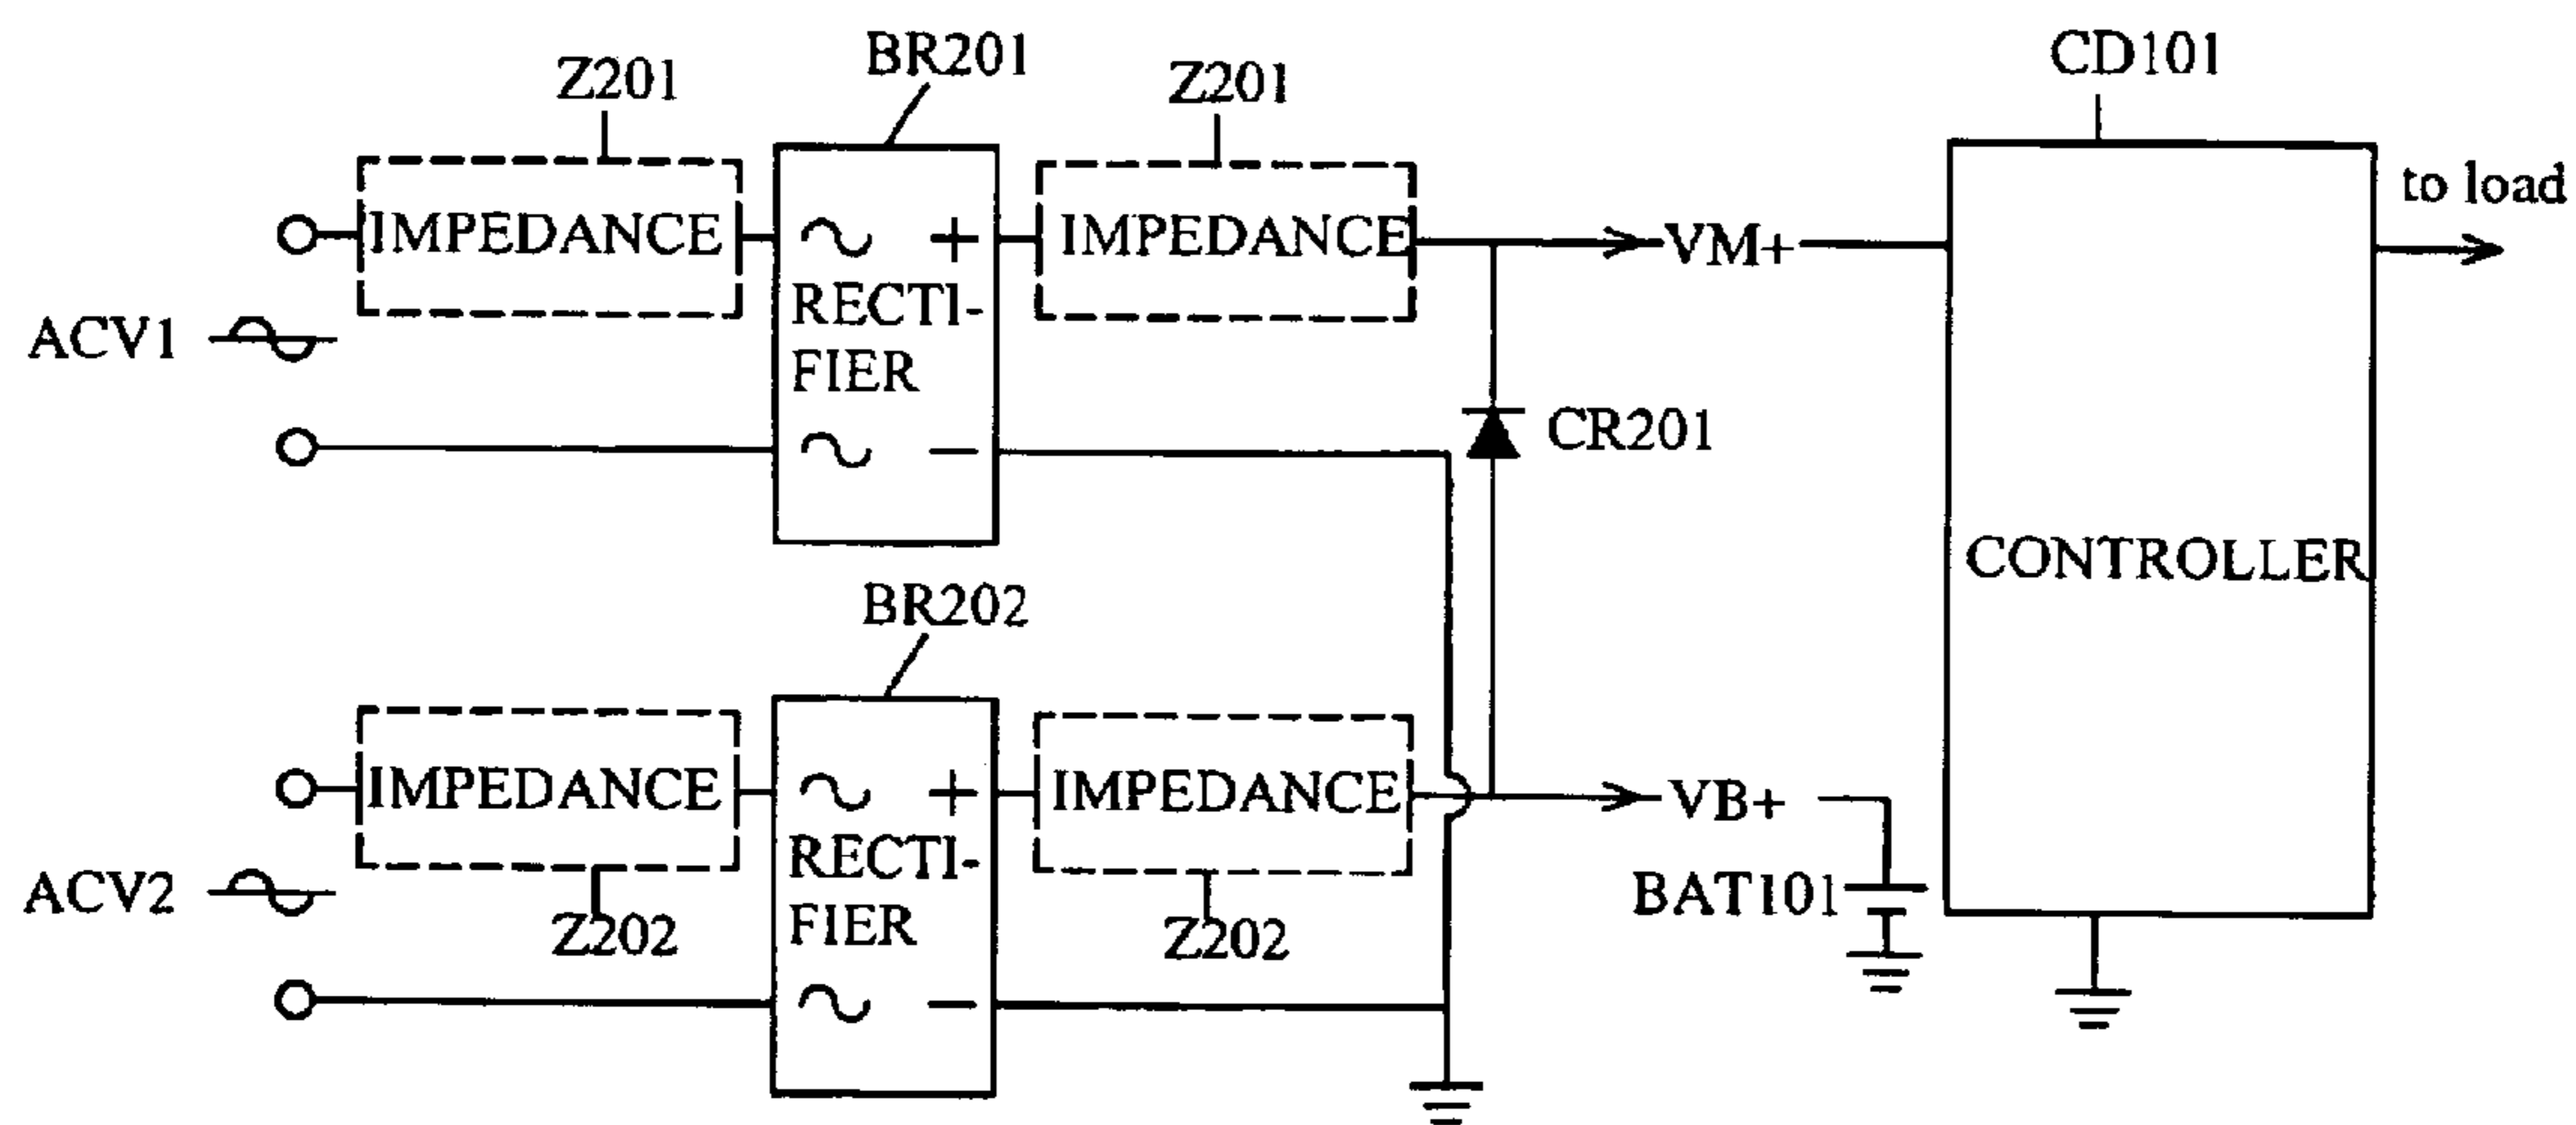 BR201
CD101
Z201
Z201
to load
IMPEDANCE
+
IMPEDANCE
VM+
RECTI-
FIER
ACV1
CR201
−
CONTROLLER
BR202
IMPEDANCE
+
IMPEDANCE
VB+
RECTI-
FIER
ACV2
BAT101
Z202
Z202
−